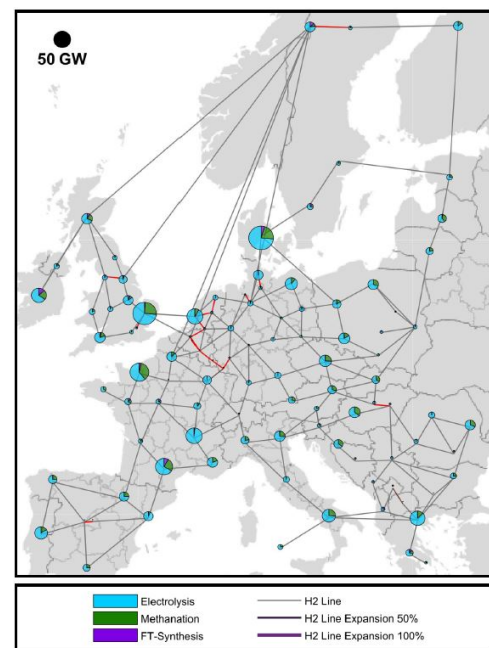 50 GW
Electrolysis
H2 Line
Methanation
H2 Line Expansion 50%
FT-Synthesis
H2 Line Expansion 100%